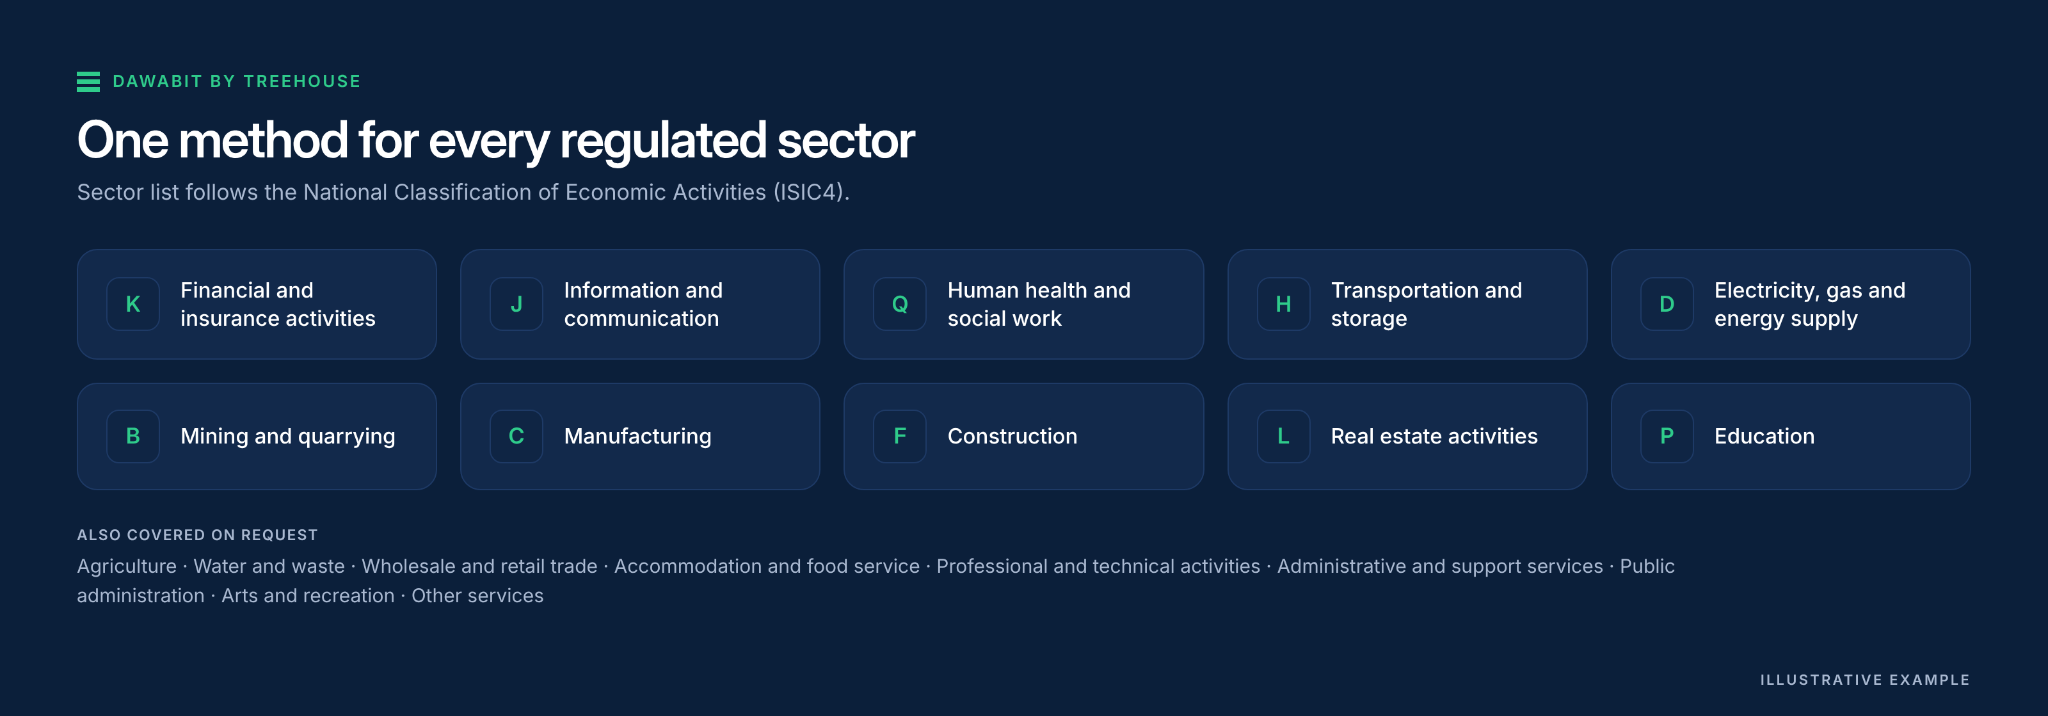 DAWABIT BY TREEHOUSE
One method for every regulated sector
Sector list follows the National Classification of Economic Activities (ISIC4).
K
Financial and
insurance activities
J
Information and
communication
Q
Human health and
social work
H
Transportation and
storage
D
Electricity, gas and
energy supply
B
Mining and quarrying
C
Manufacturing
F
Construction
L
Real estate activities
P
Education
ALSO COVERED ON REQUEST
Agriculture · Water and waste · Wholesale and retail trade · Accommodation and food service · Professional and technical activities · Administrative and support services · Public
administration · Arts and recreation · Other services
ILLUSTRATIVE EXAMPLE